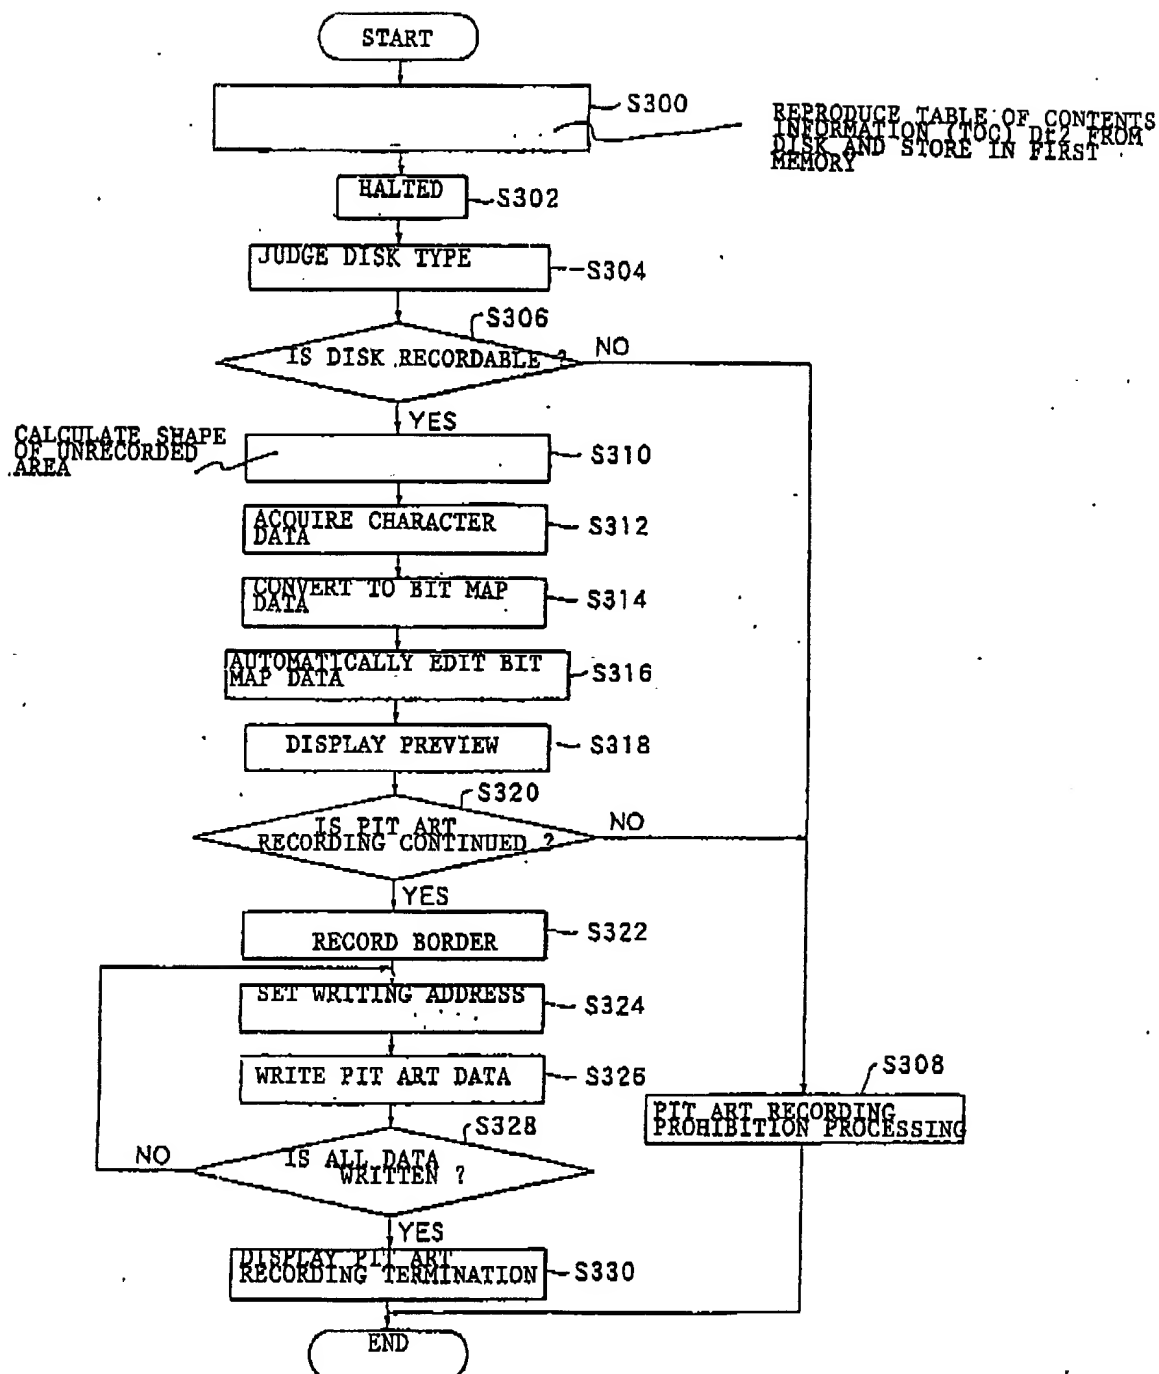 START
S300
REPRODUCE TABLE OF CONTENTS
INFORMATION (TOC) Dt2 FROM
DISK AND STORE IN FIRST
MEMORY
HALTED
S302
JUDGE DISK TYPE
S304
S306
IS DISK RECORDABLE ?
NO
YES
CALCULATE SHAPE
OF UNRECORDED
AREA
S310
ACQUIRE CHARACTER
DATA
S312
CONVERT TO BIT MAP
DATA
S314
AUTOMATICALLY EDIT BIT
MAP DATA
S316
DISPLAY PREVIEW
S318
S320
IS PIT ART
RECORDING CONTINUED ?
NO
YES
RECORD BORDER
S322
SET WRITING ADDRESS
S324
WRITE PIT ART DATA
S326
S308
PIT ART RECORDING
PROHIBITION PROCESSING
S328
IS ALL DATA
WRITTEN ?
NO
YES
DISPLAY PIT ART
RECORDING TERMINATION
S330
END